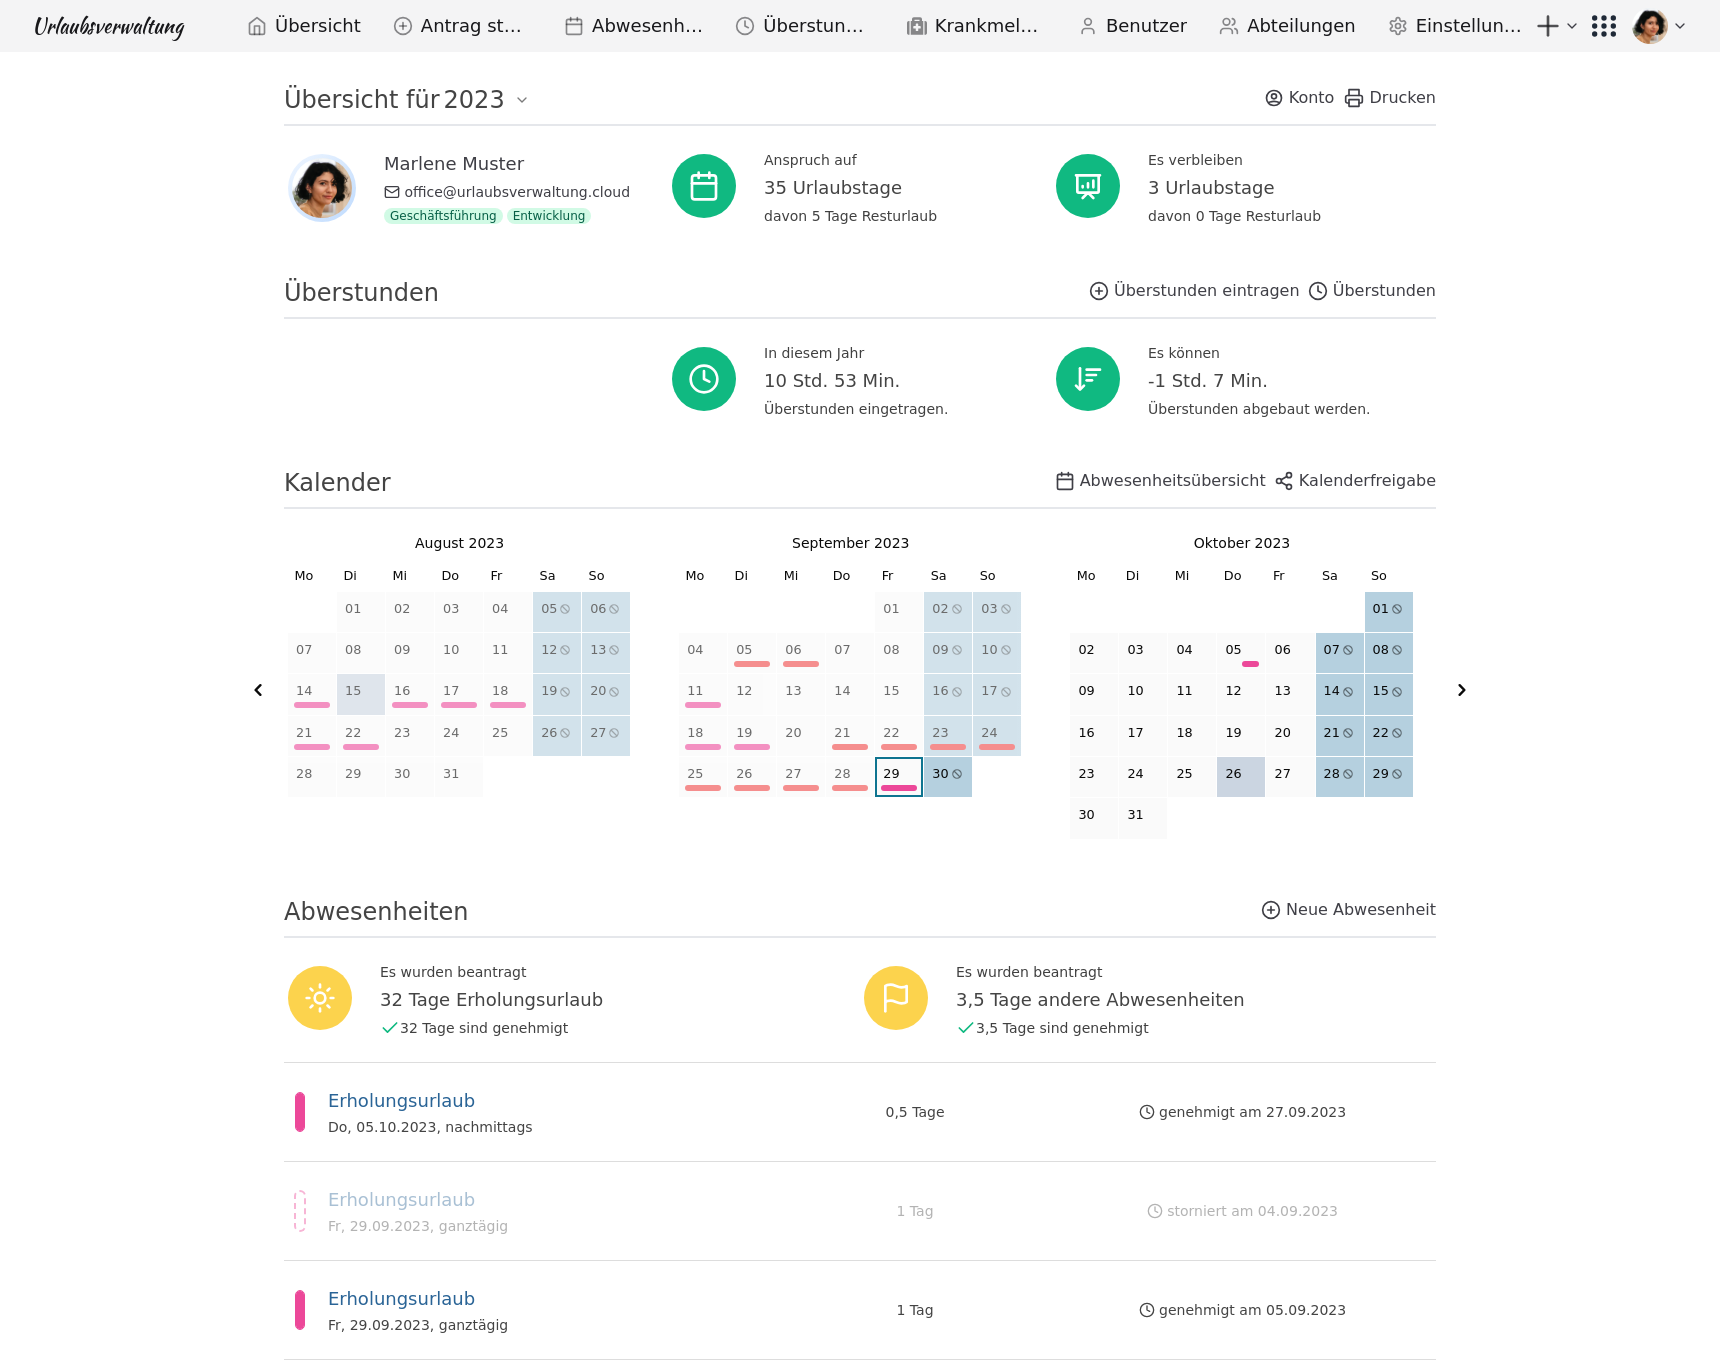 Urlaubsverwaltung Übersicht Antrag st... Abwesenh... Überstun... Krankmel... Benutzer Abteilungen Einstellun...
Übersicht für 2023 Konto Drucken
Marlene Muster
office@urlaubsverwaltung.cloud
Geschäftsführung Entwicklung
Anspruch auf
35 Urlaubstage
davon 5 Tage Resturlaub
Es verbleiben
3 Urlaubstage
davon 0 Tage Resturlaub
Überstunden Überstunden eintragen Überstunden
In diesem Jahr
10 Std. 53 Min.
Überstunden eingetragen.
Es können
-1 Std. 7 Min.
Überstunden abgebaut werden.
Kalender Abwesenheitsübersicht Kalenderfreigabe
August 2023
Mo Di Mi Do Fr Sa So
01 02 03 04 05 06
07 08 09 10 11 12 13
14 15 16 17 18 19 20
21 22 23 24 25 26 27
28 29 30 31
September 2023
Mo Di Mi Do Fr Sa So
01 02 03
04 05 06 07 08 09 10
11 12 13 14 15 16 17
18 19 20 21 22 23 24
25 26 27 28 29 30
Oktober 2023
Mo Di Mi Do Fr Sa So
01
02 03 04 05 06 07 08
09 10 11 12 13 14 15
16 17 18 19 20 21 22
23 24 25 26 27 28 29
30 31
Abwesenheiten Neue Abwesenheit
Es wurden beantragt
32 Tage Erholungsurlaub
32 Tage sind genehmigt
Es wurden beantragt
3,5 Tage andere Abwesenheiten
3,5 Tage sind genehmigt
Erholungsurlaub
Do, 05.10.2023, nachmittags
0,5 Tage
genehmigt am 27.09.2023
Erholungsurlaub
Fr, 29.09.2023, ganztägig
1 Tag
storniert am 04.09.2023
Erholungsurlaub
Fr, 29.09.2023, ganztägig
1 Tag
genehmigt am 05.09.2023